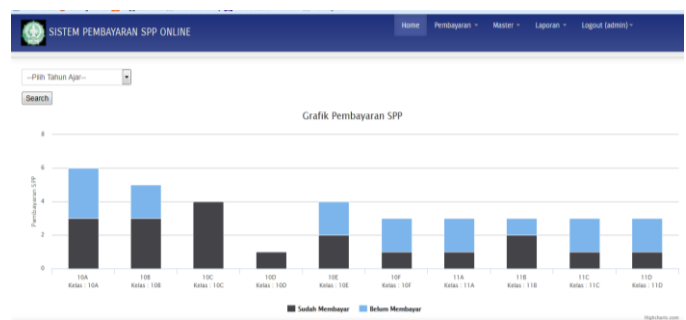 SISTEM PEMBAYARAN SPP ONLINE
Home Pembayaran Master Laporan Logout (admin)
--Pilih Tahun Ajar--
Search
Grafik Pembayaran SPP
Pembayaran SPP
8
6
4
2
0
10A 10B 10C 10D 10E 10F 11A 11B 11C 11D
Kelas : 10A Kelas : 10B Kelas : 10C Kelas : 10D Kelas : 10E Kelas : 10F Kelas : 11A Kelas : 11B Kelas : 11C Kelas : 11D
Sudah Membayar Belum Membayar
Highcharts.com